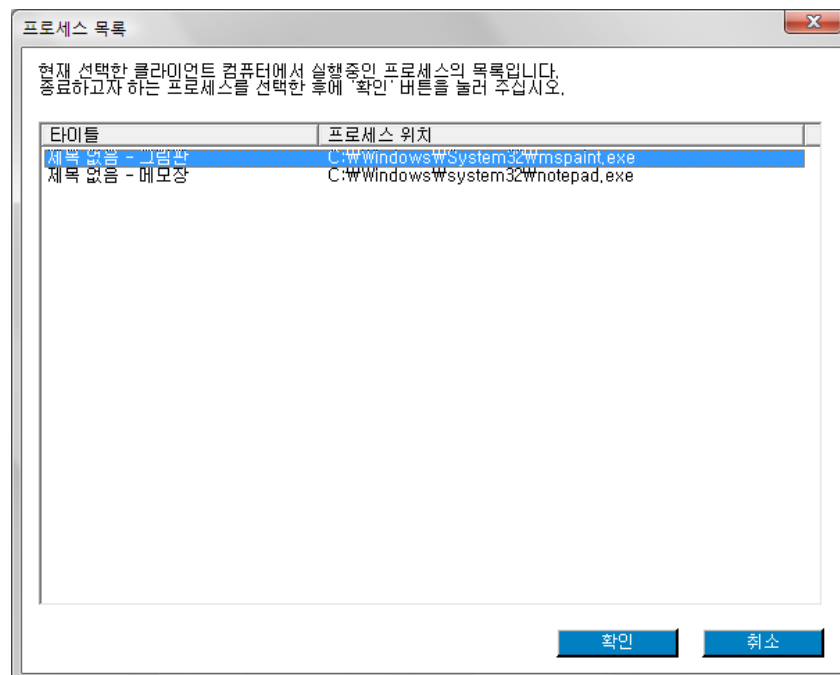 프로세스 목록
현재 선택한 클라이언트 컴퓨터에서 실행중인 프로세스의 목록입니다.
종료하고자 하는 프로세스를 선택한 후에 '확인' 버튼을 눌러 주십시오.
타이틀 프로세스 위치
제목 없음 - 그림판 C:₩Windows₩System32₩mspaint.exe
제목 없음 - 메모장 C:₩Windows₩system32₩notepad.exe
확인 취소